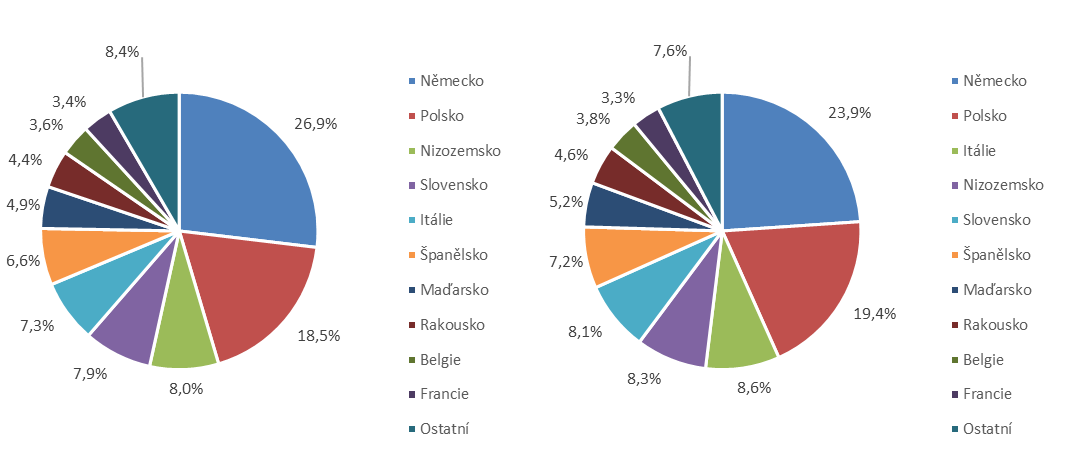 8,4%
3,4%
3,6%
4,4%
4,9%
6,6%
7,3%
7,9%
8,0%
18,5%
26,9%
Německo
Polsko
Nizozemsko
Slovensko
Itálie
Španělsko
Maďarsko
Rakousko
Belgie
Francie
Ostatní
7,6%
3,3%
3,8%
4,6%
5,2%
7,2%
8,1%
8,3%
8,6%
19,4%
23,9%
Německo
Polsko
Itálie
Nizozemsko
Slovensko
Španělsko
Maďarsko
Rakousko
Belgie
Francie
Ostatní